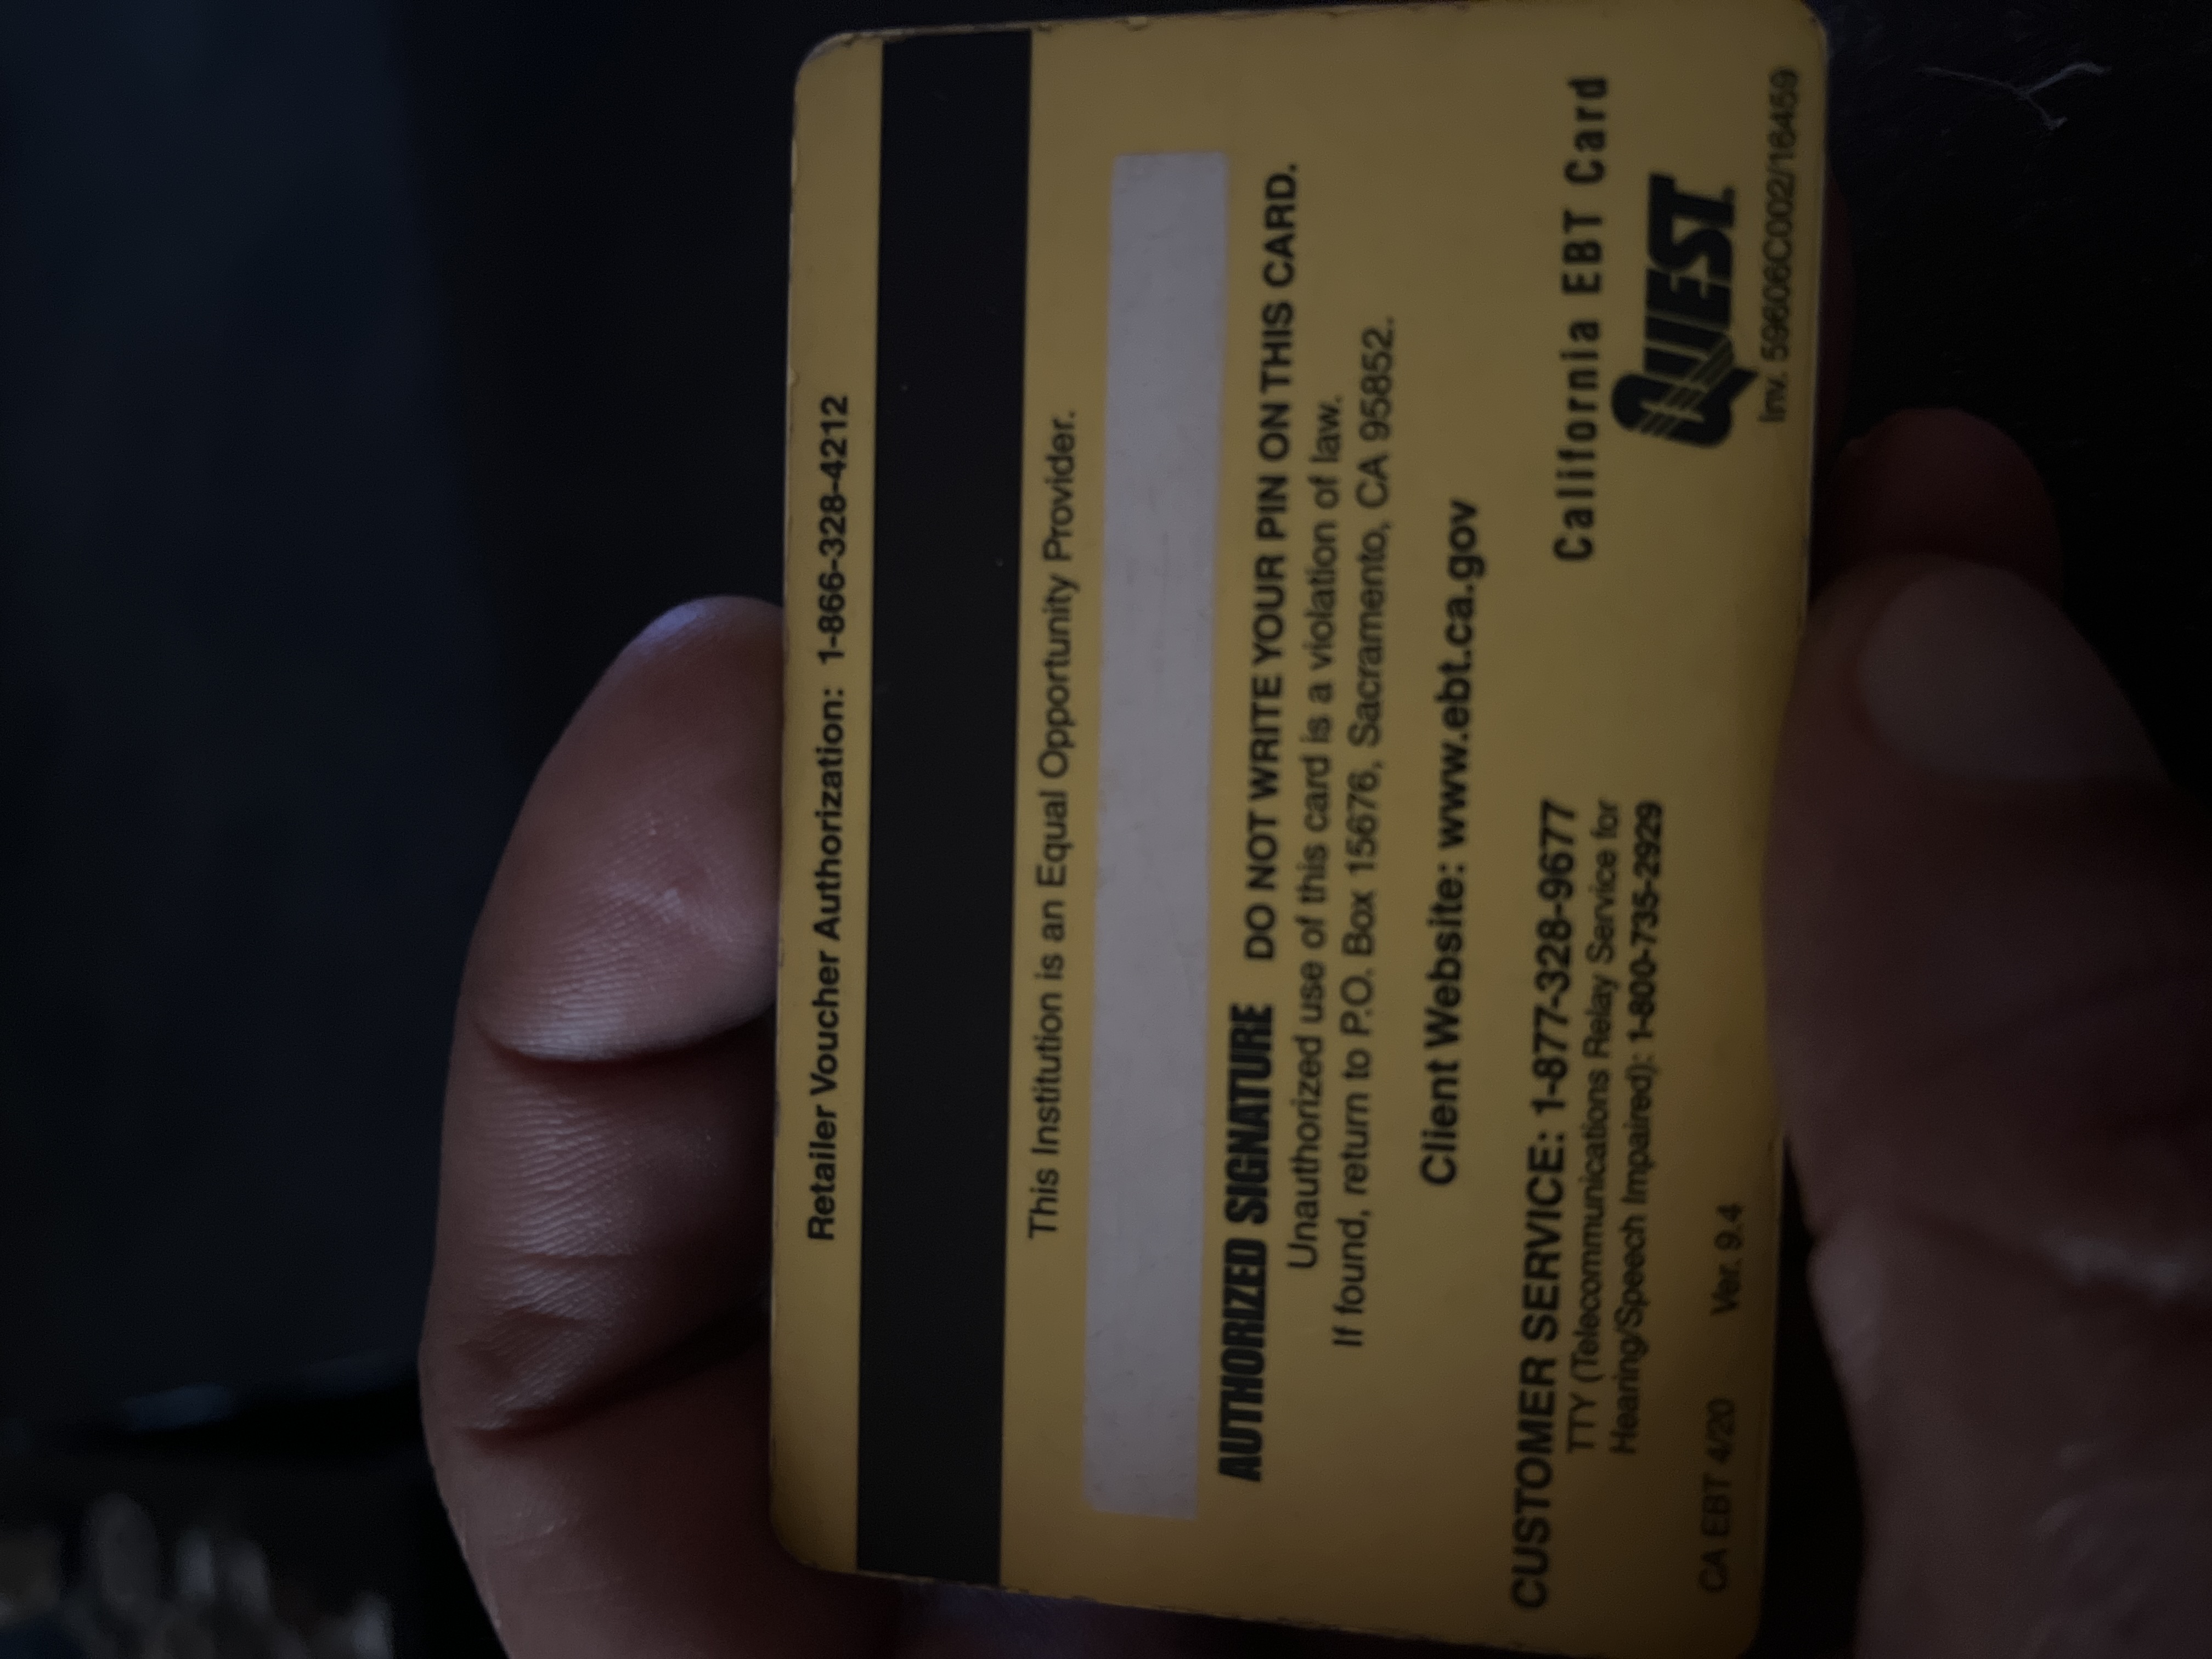 Retailer Voucher Authorization: 1-866-328-4212
This Institution is an Equal Opportunity Provider.
AUTHORIZED SIGNATURE DO NOT WRITE YOUR PIN ON THIS CARD.
Unauthorized use of this card is a violation of law.
If found, return to P.O. Box 15676, Sacramento, CA 95852.
Client Website: www.ebt.ca.gov
CUSTOMER SERVICE: 1-877-328-9677
TTY (Telecommunications Relay Service for
Hearing/Speech Impaired): 1-800-735-2929
CA EBT 4/20 Ver. 9.4
California EBT Card
QUEST
Inv. 59606C002/16459